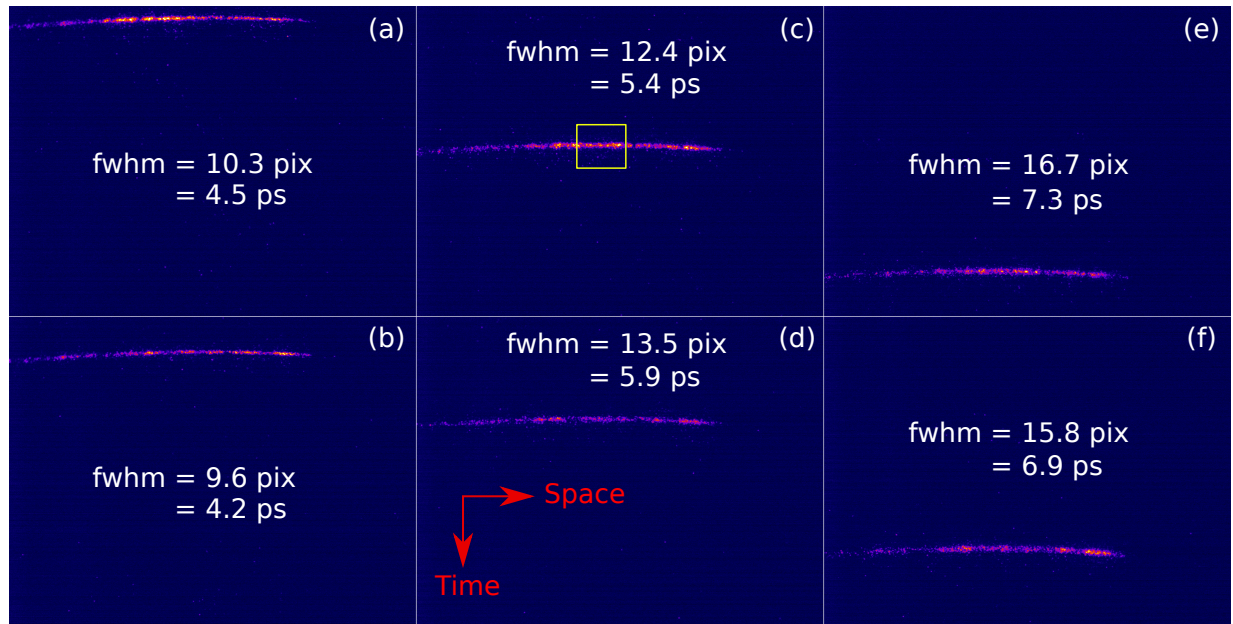 (a)
fwhm = 10.3 pix
= 4.5 ps
(b)
fwhm = 9.6 pix
= 4.2 ps
(c)
fwhm = 12.4 pix
= 5.4 ps
(d)
fwhm = 13.5 pix
= 5.9 ps
Space
Time
(e)
fwhm = 16.7 pix
= 7.3 ps
(f)
fwhm = 15.8 pix
= 6.9 ps